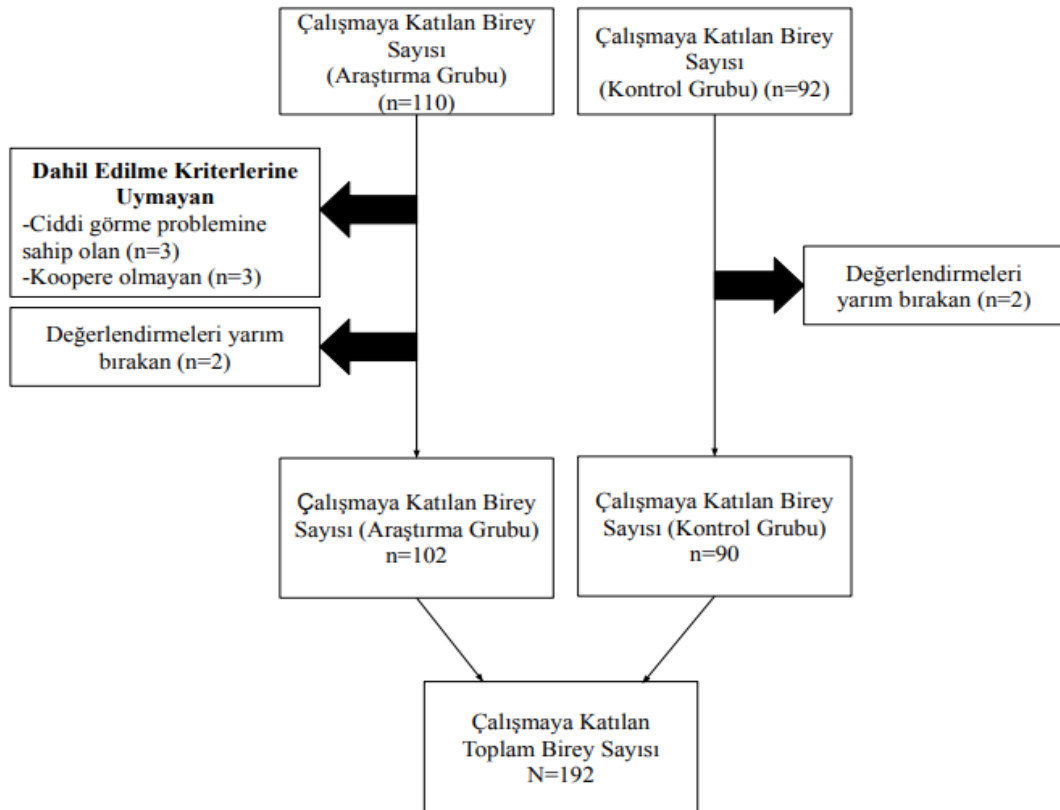 Çalışmaya Katılan Birey
Sayısı
(Araştırma Grubu)
(n=110)
Çalışmaya Katılan Birey
Sayısı
(Kontrol Grubu) (n=92)
Dahil Edilme Kriterlerine
Uymayan
-Ciddi görme problemine
sahip olan (n=3)
-Koopere olmayan (n=3)
Değerlendirmeleri
yarım bırakan (n=2)
Değerlendirmeleri yarım
bırakan (n=2)
Çalışmaya Katılan Birey
Sayısı (Araştırma Grubu)
n=102
Çalışmaya Katılan Birey
Sayısı (Kontrol Grubu)
n=90
Çalışmaya Katılan
Toplam Birey Sayısı
N=192